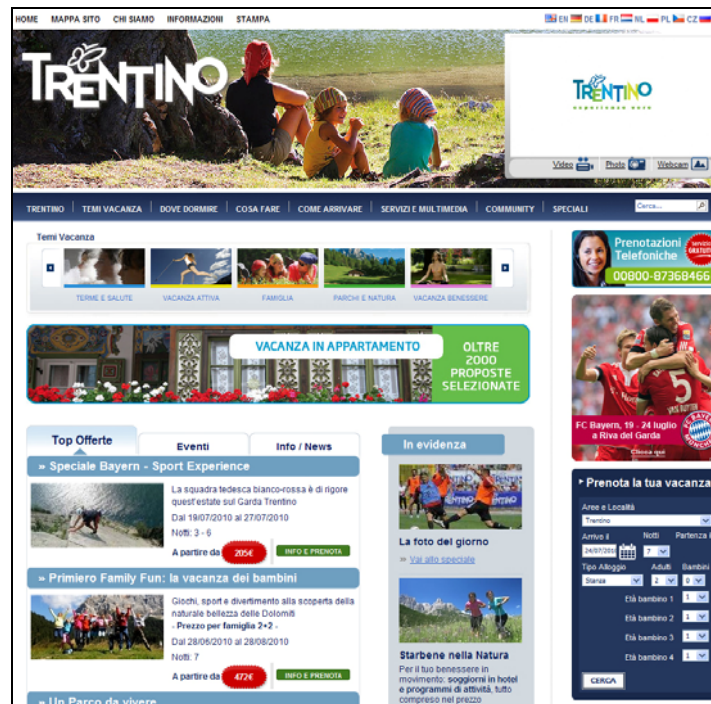 HOME MAPPA SITO CHI SIAMO INFORMAZIONI STAMPA
EN DE FR NL PL CZ
TRENTINO
TRENTINO
Video Photo Webcam
TRENTINO TEMI VACANZA DOVE DORMIRE COSA FARE COME ARRIVARE SERVIZI E MULTIMEDIA COMMUNITY SPECIALI
Cerca...
Temi Vacanza
TERME E SALUTE VACANZA ATTIVA FAMIGLIA PARCHI E NATURA VACANZA BENESSERE
VACANZA IN APPARTAMENTO
OLTRE
2000
PROPOSTE
SELEZIONATE
Top Offerte Eventi Info / News
» Speciale Bayern - Sport Experience
La squadra tedesca bianco-rossa è di rigore
quest'estate sul Garda Trentino
Dal 19/07/2010 al 27/07/2010
Notti: 3 - 6
A partire da 205€ INFO E PRENOTA
» Primiero Family Fun: la vacanza dei bambini
Giochi, sport e divertimento alla scoperta della
naturale bellezza delle Dolomiti
- Prezzo per famiglia 2+2 -
Dal 28/06/2010 al 28/08/2010
Notti: 7
A partire da 472€ INFO E PRENOTA
» Un Parco da vivere
In evidenza
La foto del giorno
» Vai allo speciale
Starbene nella Natura
Per il tuo benessere in
movimento: soggiorni in hotel
e programmi di attività, tutto
compreso nel prezzo
Prenotazioni
Telefoniche
servizio
GRATUITO
00800-87368466
5
FC Bayern, 19 - 24 luglio
a Riva del Garda
Clicca qui
Prenota la tua vacanza
Aree e Località
Trentino
Arrivo il Notti Partenza il
24/07/2010 7
Tipo Alloggio Adulti Bambini
Stanza 2 0
Età bambino 1 1
Età bambino 2 1
Età bambino 3 1
Età bambino 4 1
CERCA